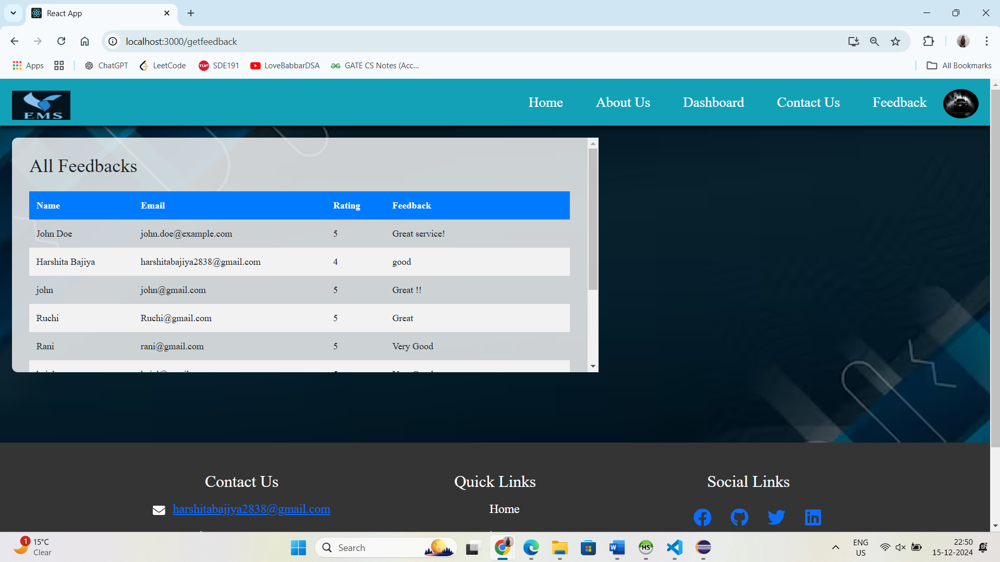 React App
localhost:3000/getfeedback
Apps
ChatGPT
LeetCode
TUF
SDE191
LoveBabbarDSA
GATE CS Notes (Acc...
All Bookmarks
EMS
Home
About Us
Dashboard
Contact Us
Feedback
All Feedbacks
Name Email Rating Feedback
John Doe john.doe@example.com 5 Great service!
Harshita Bajiya harshitabajiya2838@gmail.com 4 good
john john@gmail.com 5 Great !!
Ruchi Ruchi@gmail.com 5 Great
Rani rani@gmail.com 5 Very Good
Contact Us
harshitabajiya2838@gmail.com
Quick Links
Home
Social Links
1
15°C
Clear
Search
W
HS
ENG
US
22:50
15-12-2024